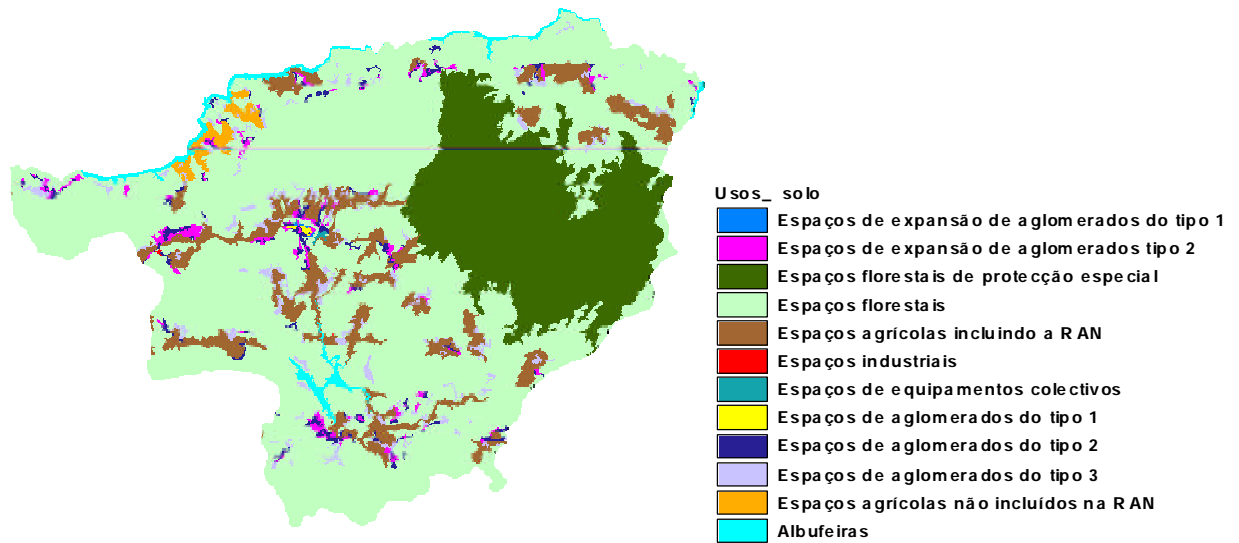 Usos_ solo
Espaços de expansão de aglomerados do tipo 1
Espaços de expansão de aglomerados tipo 2
Espaços florestais de protecção especial
Espaços florestais
Espaços agrícolas incluindo a RAN
Espaços industriais
Espaços de equipamentos colectivos
Espaços de aglomerados do tipo 1
Espaços de aglomerados do tipo 2
Espaços de aglomerados do tipo 3
Espaços agrícolas não incluídos na RAN
Albufeiras